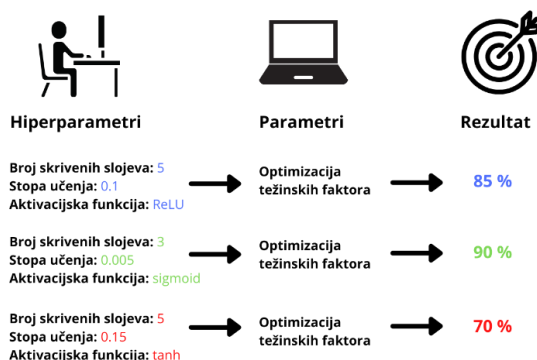 Hiperparametri
Parametri
Rezultat
Broj skrivenih slojeva: 5
Stopa učenja: 0.1
Aktivacijska funkcija: ReLU
Optimizacija
težinskih faktora
85 %
Broj skrivenih slojeva: 3
Stopa učenja: 0.005
Aktivacijska funkcija: sigmoid
Optimizacija
težinskih faktora
90 %
Broj skrivenih slojeva: 5
Stopa učenja: 0.15
Aktivacijska funkcija: tanh
Optimizacija
težinskih faktora
70 %